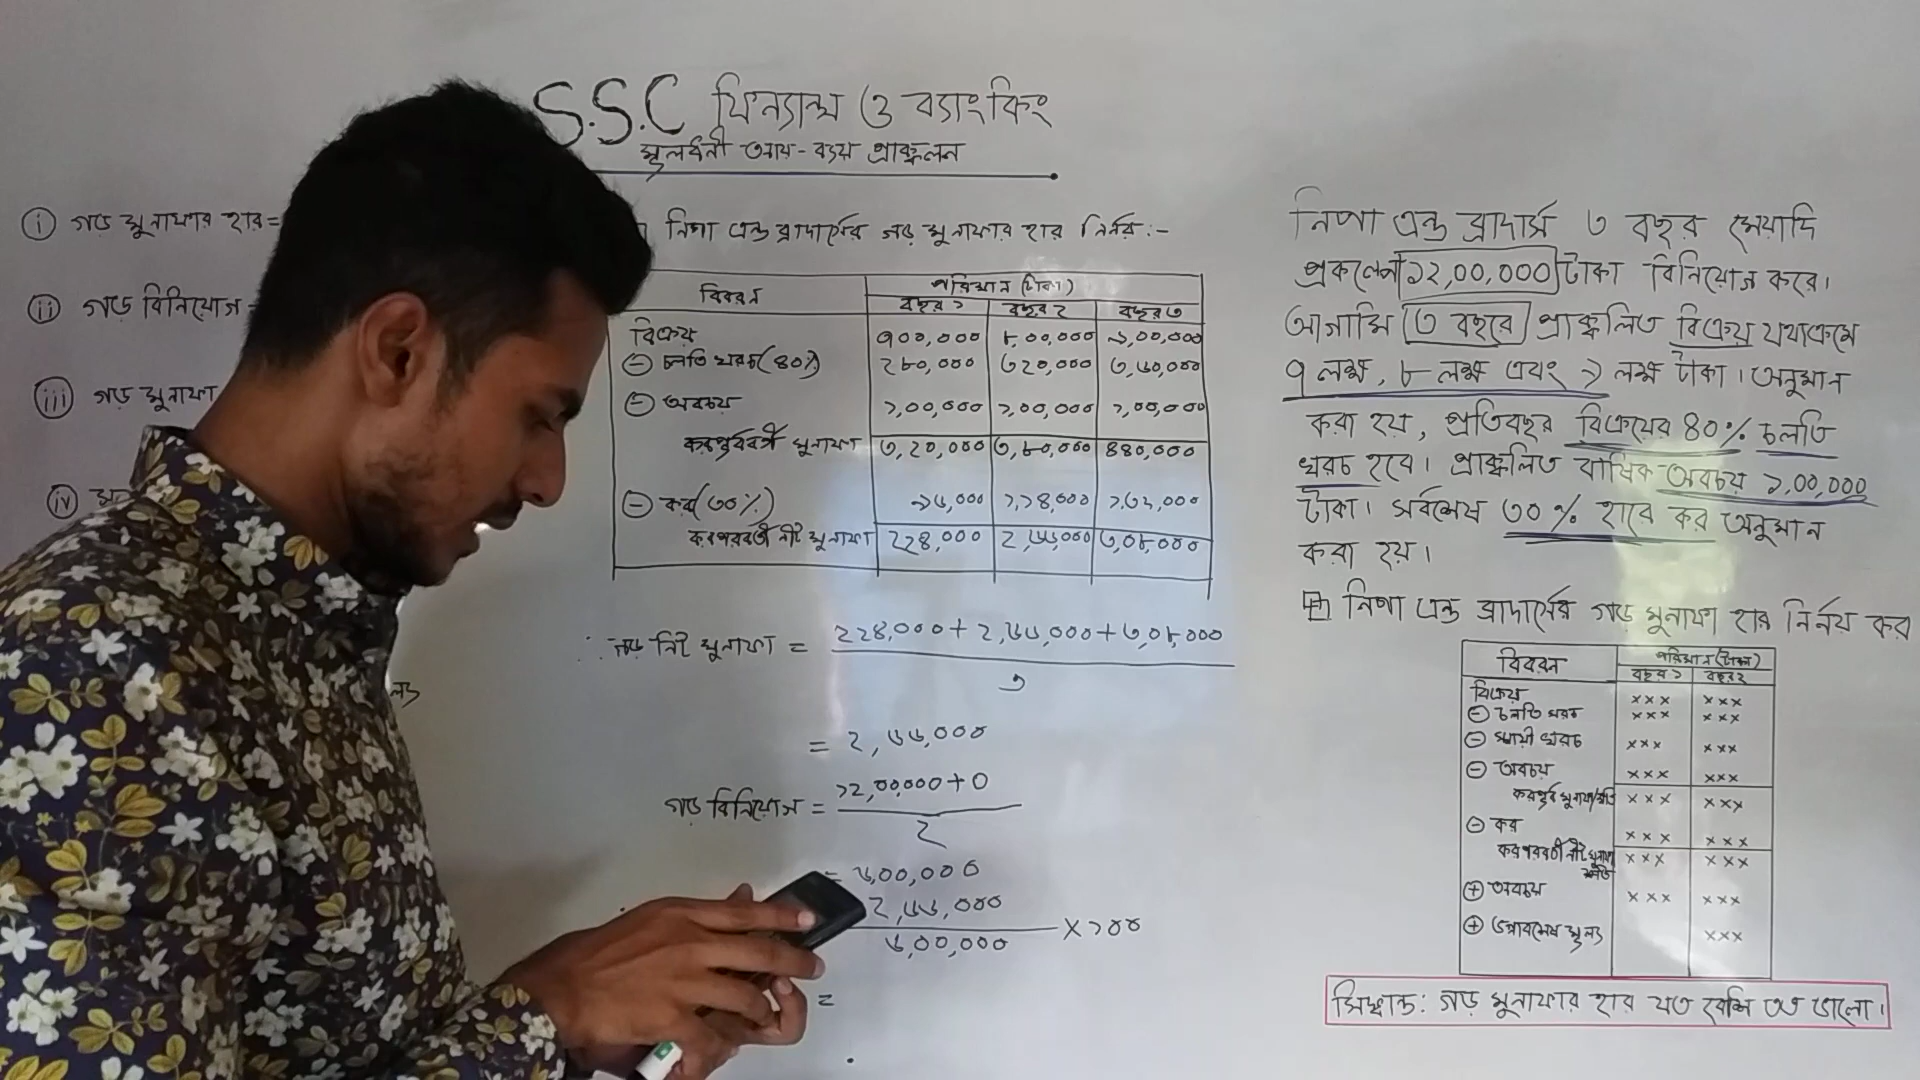 S.S.C ফিন্যান্স ও ব্যাংকিং
মূলধনী আয়-ব্যয় প্রাক্কলন
i গড় মুনাফার হার=
ii গড় বিনিয়োগ
iii গড় মুনাফা
iv
নিপা এন্ড ব্রাদার্সের গড় মুনাফার হার নির্নয়:-
বিবরন পরিমান (টাকা)
বছর ১ বছর ২ বছর ৩
বিক্রয় ৭০০,০০০ ৮,০০,০০০ ৯,০০,০০০
(-) চলতি খরচ(৪০%) ২৮০,০০০ ৩২০,০০০ ৩,৬০,০০০
(-) অবচয় ১,০০,০০০ ১,০০,০০০ ১,০০,০০০
করপূর্ববর্তী মুনাফা ৩,২০,০০০ ৩,৮০,০০০ ৪৪০,০০০
(-) কর(৩০%) ৯৬,০০০ ১,১৪,০০০ ১,৩২,০০০
করপরবর্তী নীট মুনাফা ২২৪,০০০ ২,৬৬,০০০ ৩,০৮,০০০
∴ গড় নিট মুনাফা = ২২৪,০০০ + ২,৬৬,০০০ + ৩,০৮,০০০
৩
= ২,৬৬,০০০
গড় বিনিয়োগ = ১২,০০,০০০ + ০
২
= ৬,০০,০০০
২,৬৬,০০০
৬,০০,০০০ × ১০০
=
নিপা এন্ড ব্রাদার্স ৩ বছর মেয়াদি
প্রকল্পে ১২,০০,০০০ টাকা বিনিয়োগ করে।
আগামি ৩ বছরে প্রাক্কলিত বিক্রয় যথাক্রমে
৭ লক্ষ, ৮ লক্ষ এবং ৯ লক্ষ টাকা। অনুমান
করা হয়, প্রতিবছর বিক্রয়ের ৪০% চলতি
খরচ হবে। প্রাক্কলিত বার্ষিক অবচয় ১,০০,০০০
টাকা। সর্বশেষ ৩০% হারে কর অনুমান
করা হয়।
নিপা এন্ড ব্রাদার্সের গড় মুনাফা হার নির্নয় কর
বিবরন পরিমান (টাকা)
বছর ১ বছর ২
বিক্রয় ××× ×××
(-) চলতি খরচ ××× ×××
(-) স্থায়ী খরচ ××× ×××
(-) অবচয় ××× ×××
করপূর্ব মুনাফা/ক্ষতি ××× ×××
(-) কর ××× ×××
করপরবর্তী নীট মুনাফা ××× ×××
ক্ষতি
(+) অবচয় ××× ×××
(+) ভগ্নাবশেষ মূল্য ×××
সিদ্ধান্ত: গড় মুনাফার হার যত বেশি তত ভালো।